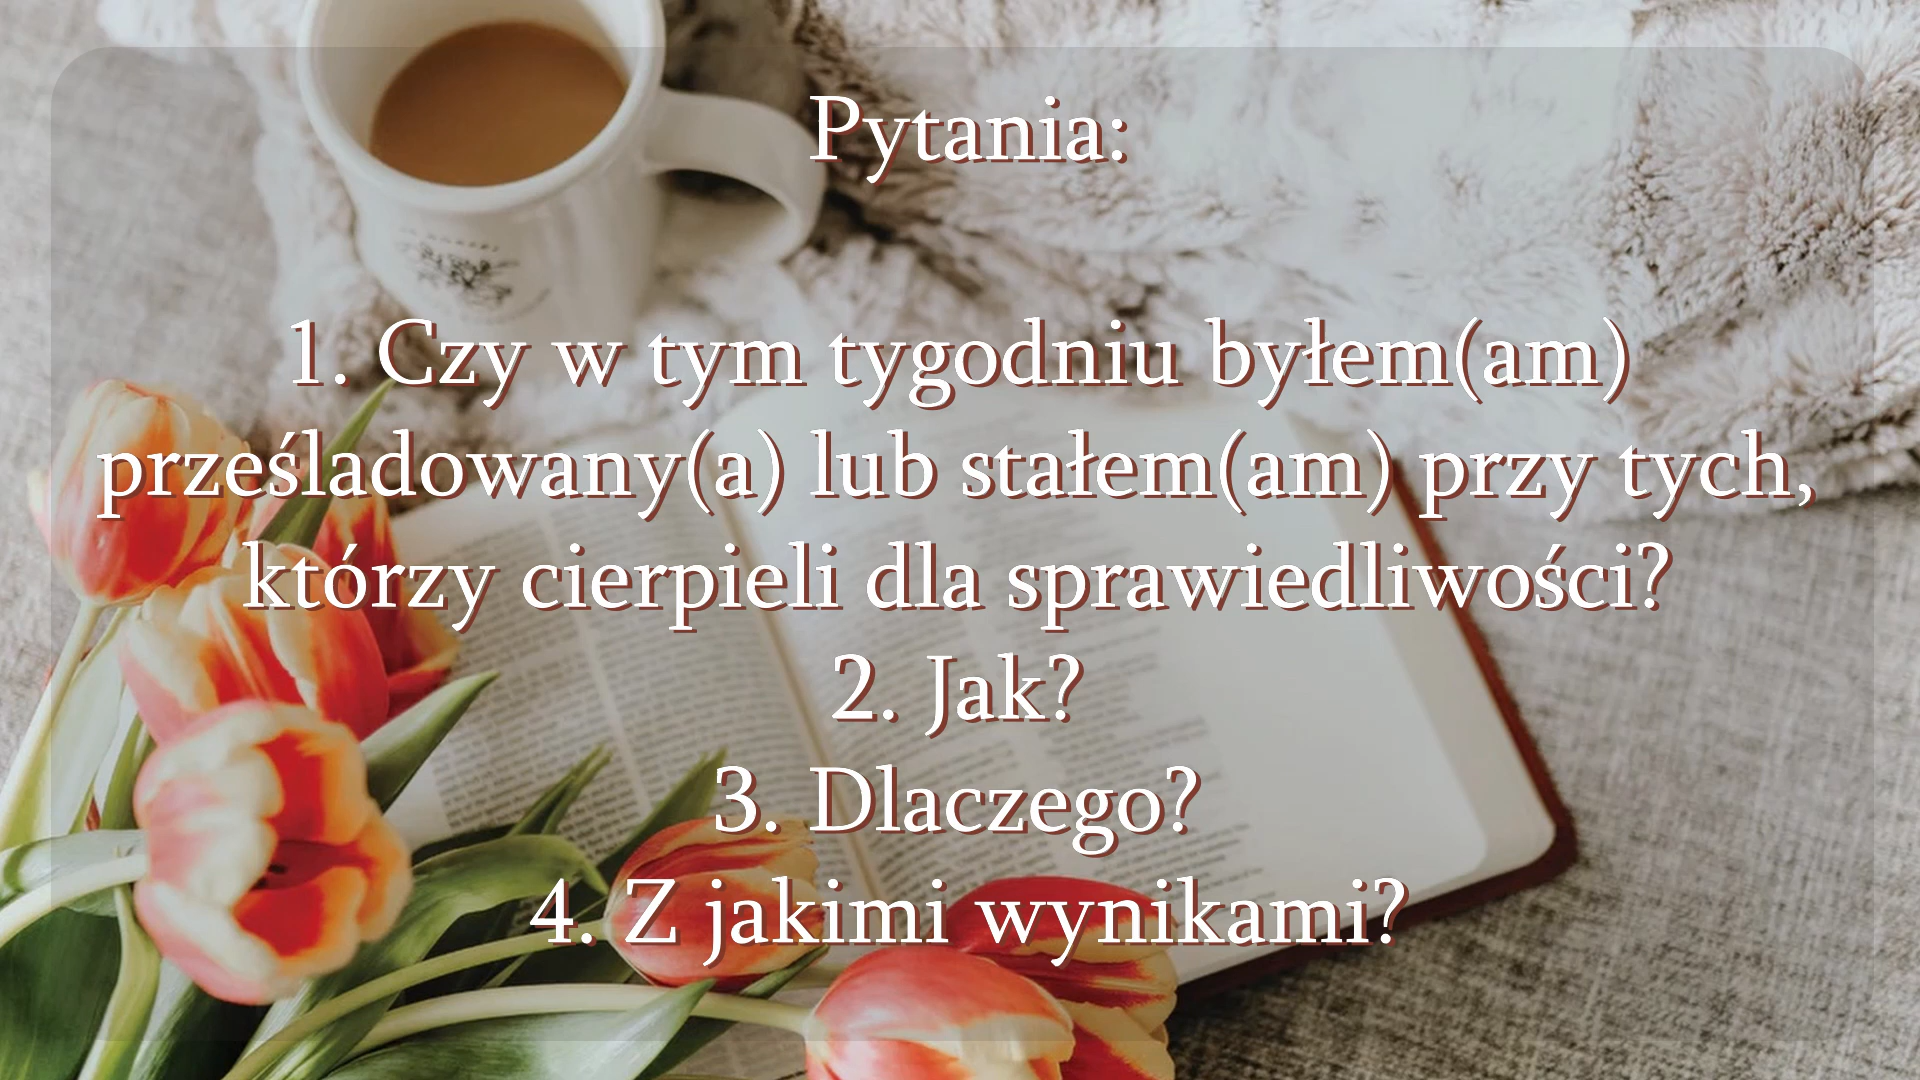 Pytania:
1. Czy w tym tygodniu byłem(am)
prześladowany(a) lub stałem(am) przy tych,
którzy cierpieli dla sprawiedliwości?
2. Jak?
3. Dlaczego?
4. Z jakimi wynikami?